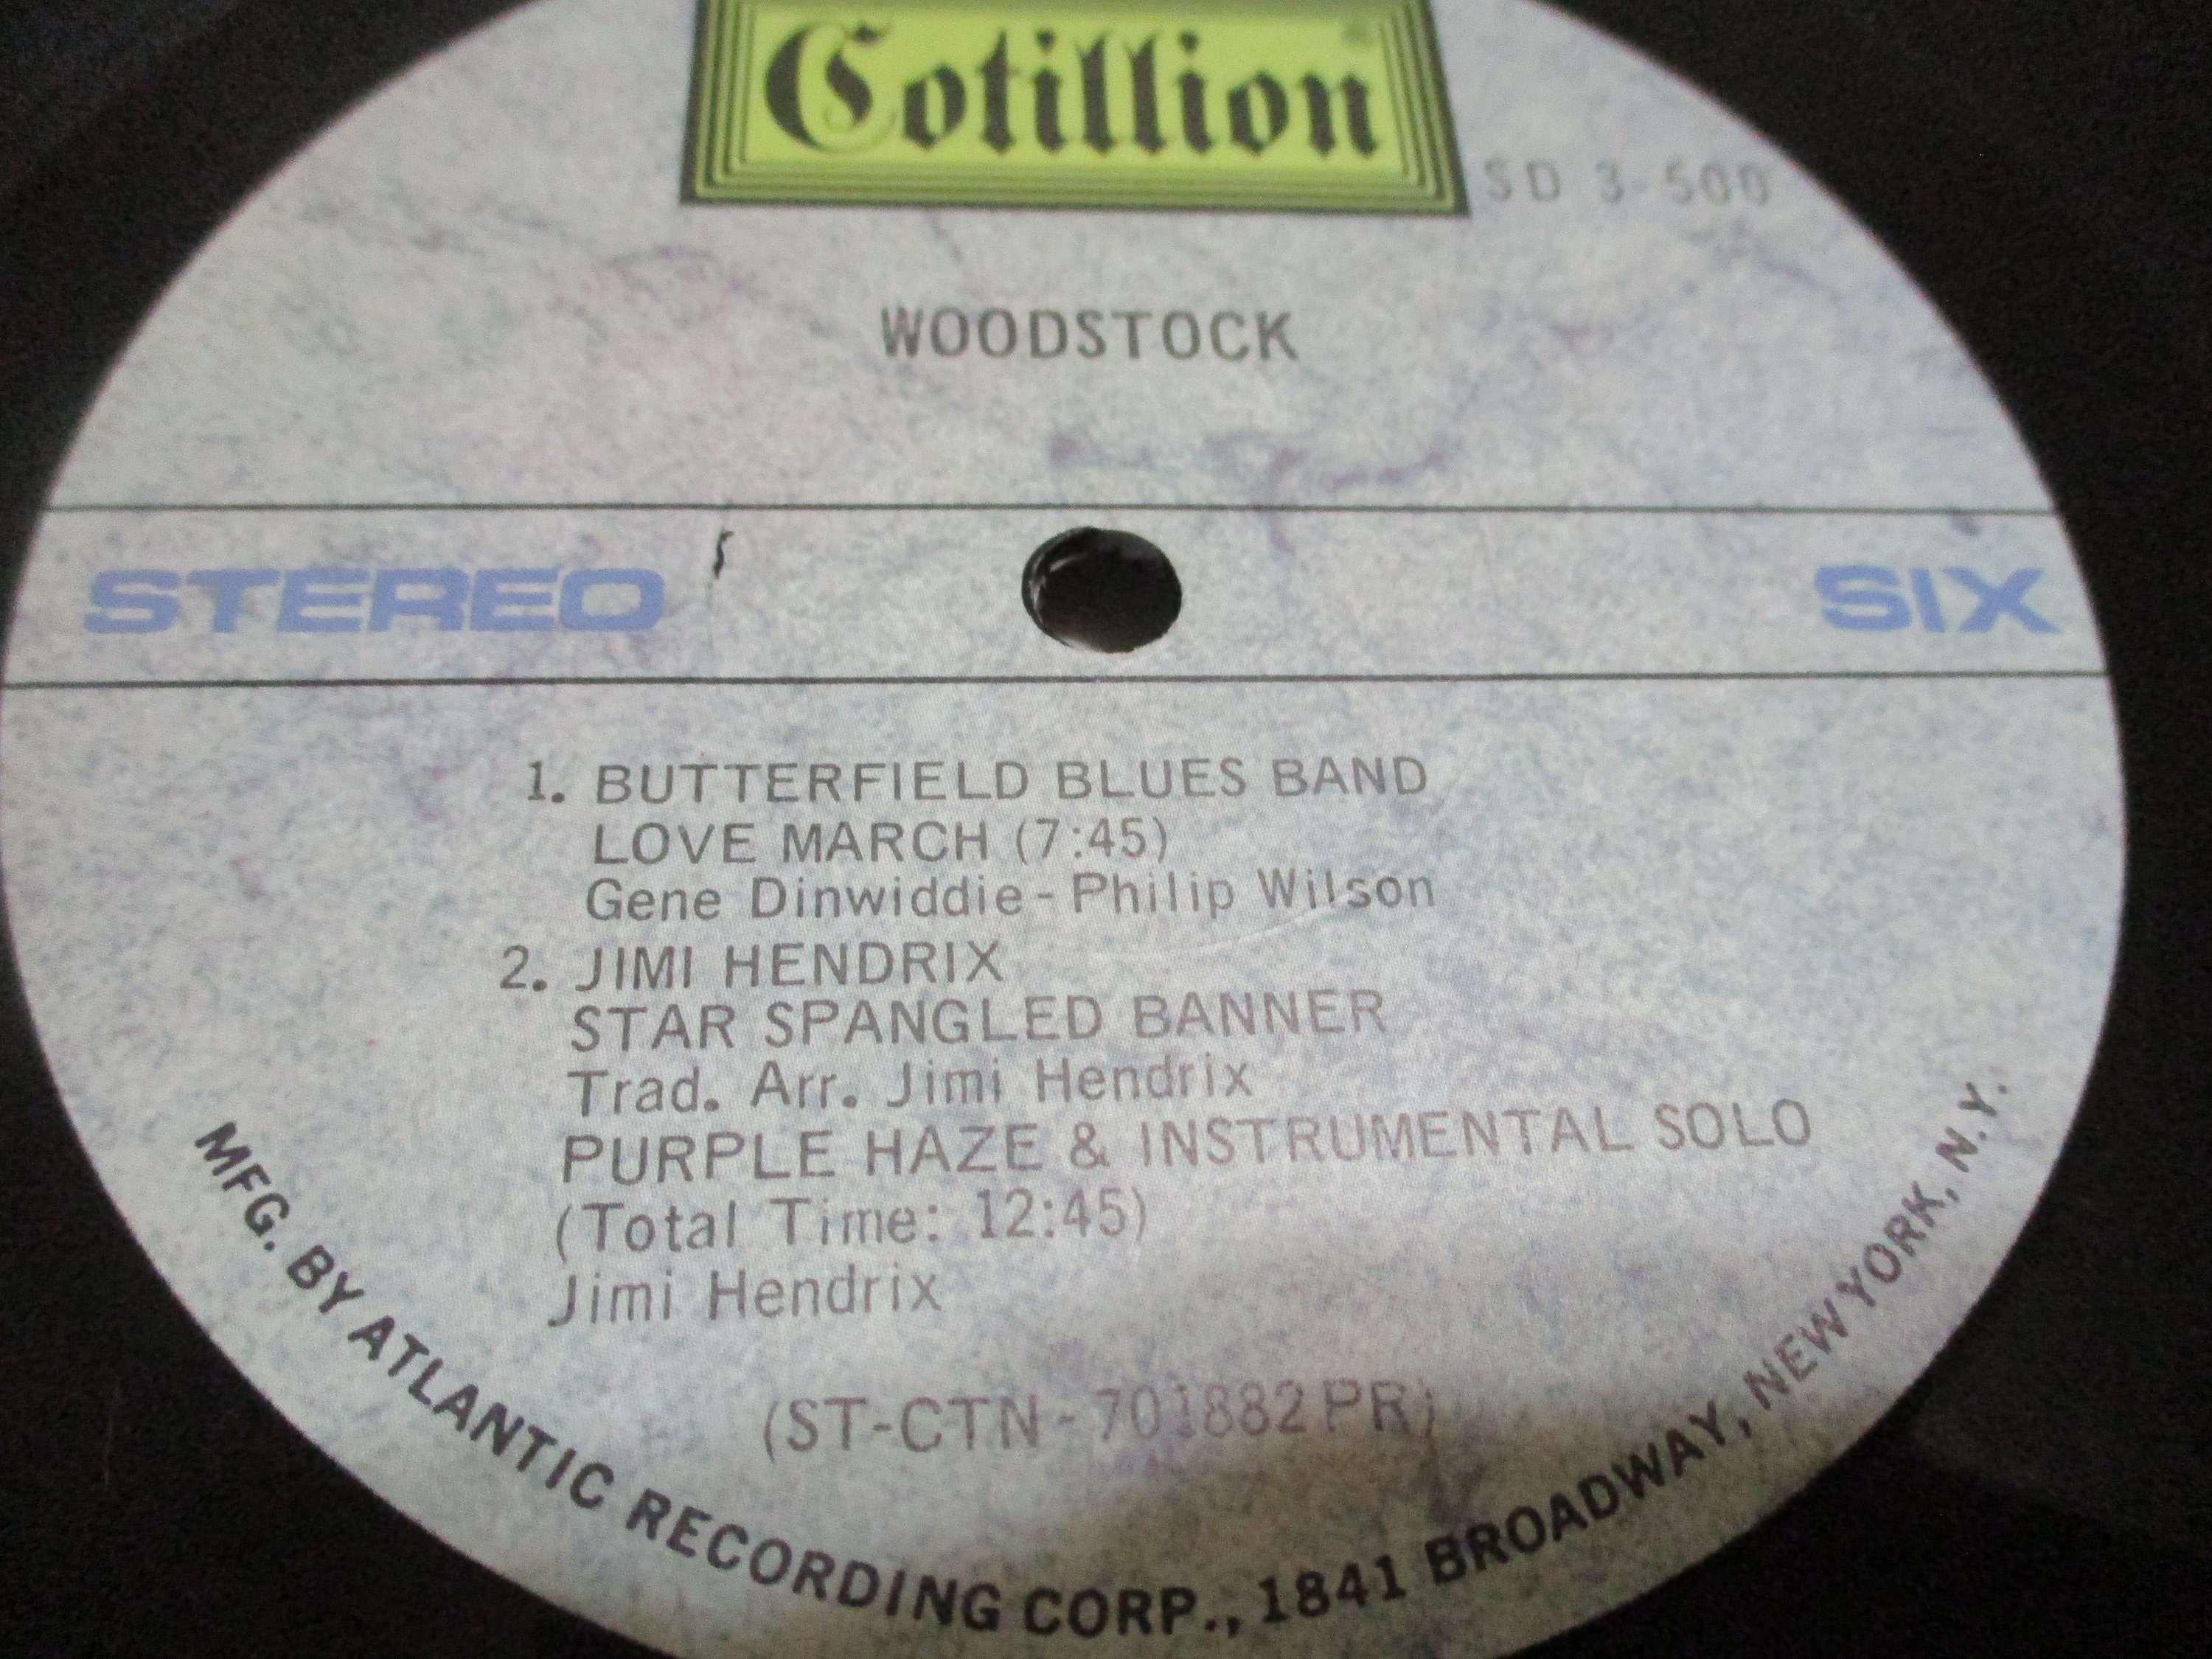 Cotillion ®
SD 3-500
WOODSTOCK
STEREO
SIX
1. BUTTERFIELD BLUES BAND
LOVE MARCH (7:45)
Gene Dinwiddie-Philip Wilson
2. JIMI HENDRIX
STAR SPANGLED BANNER
Trad. Arr. Jimi Hendrix
PURPLE HAZE & INSTRUMENTAL SOLO
(Total Time: 12:45)
Jimi Hendrix
(ST-CTN-701882PR)
MFG. BY ATLANTIC RECORDING CORP., 1841 BROADWAY, NEW YORK, N.Y.